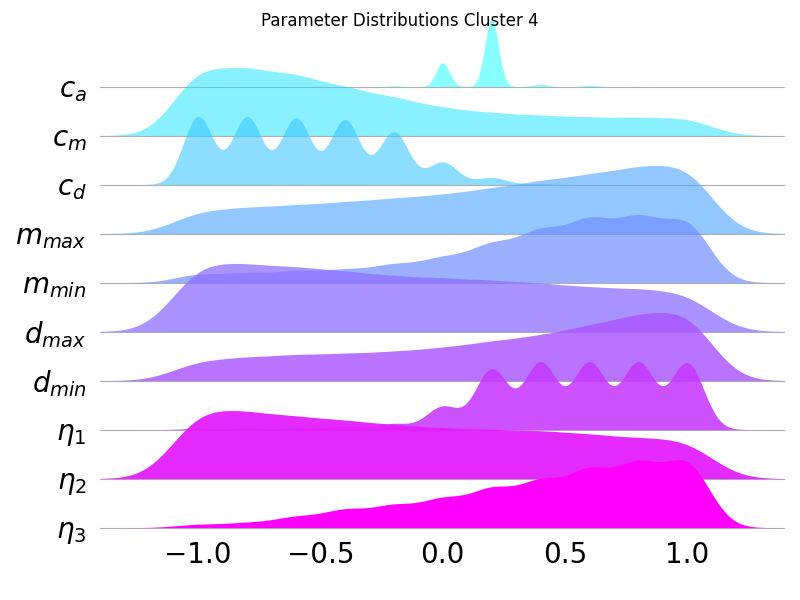 Parameter Distributions Cluster 4
c_a
c_m
c_d
m_max
m_min
d_max
d_min
η_1
η_2
η_3
−1.0 −0.5 0.0 0.5 1.0